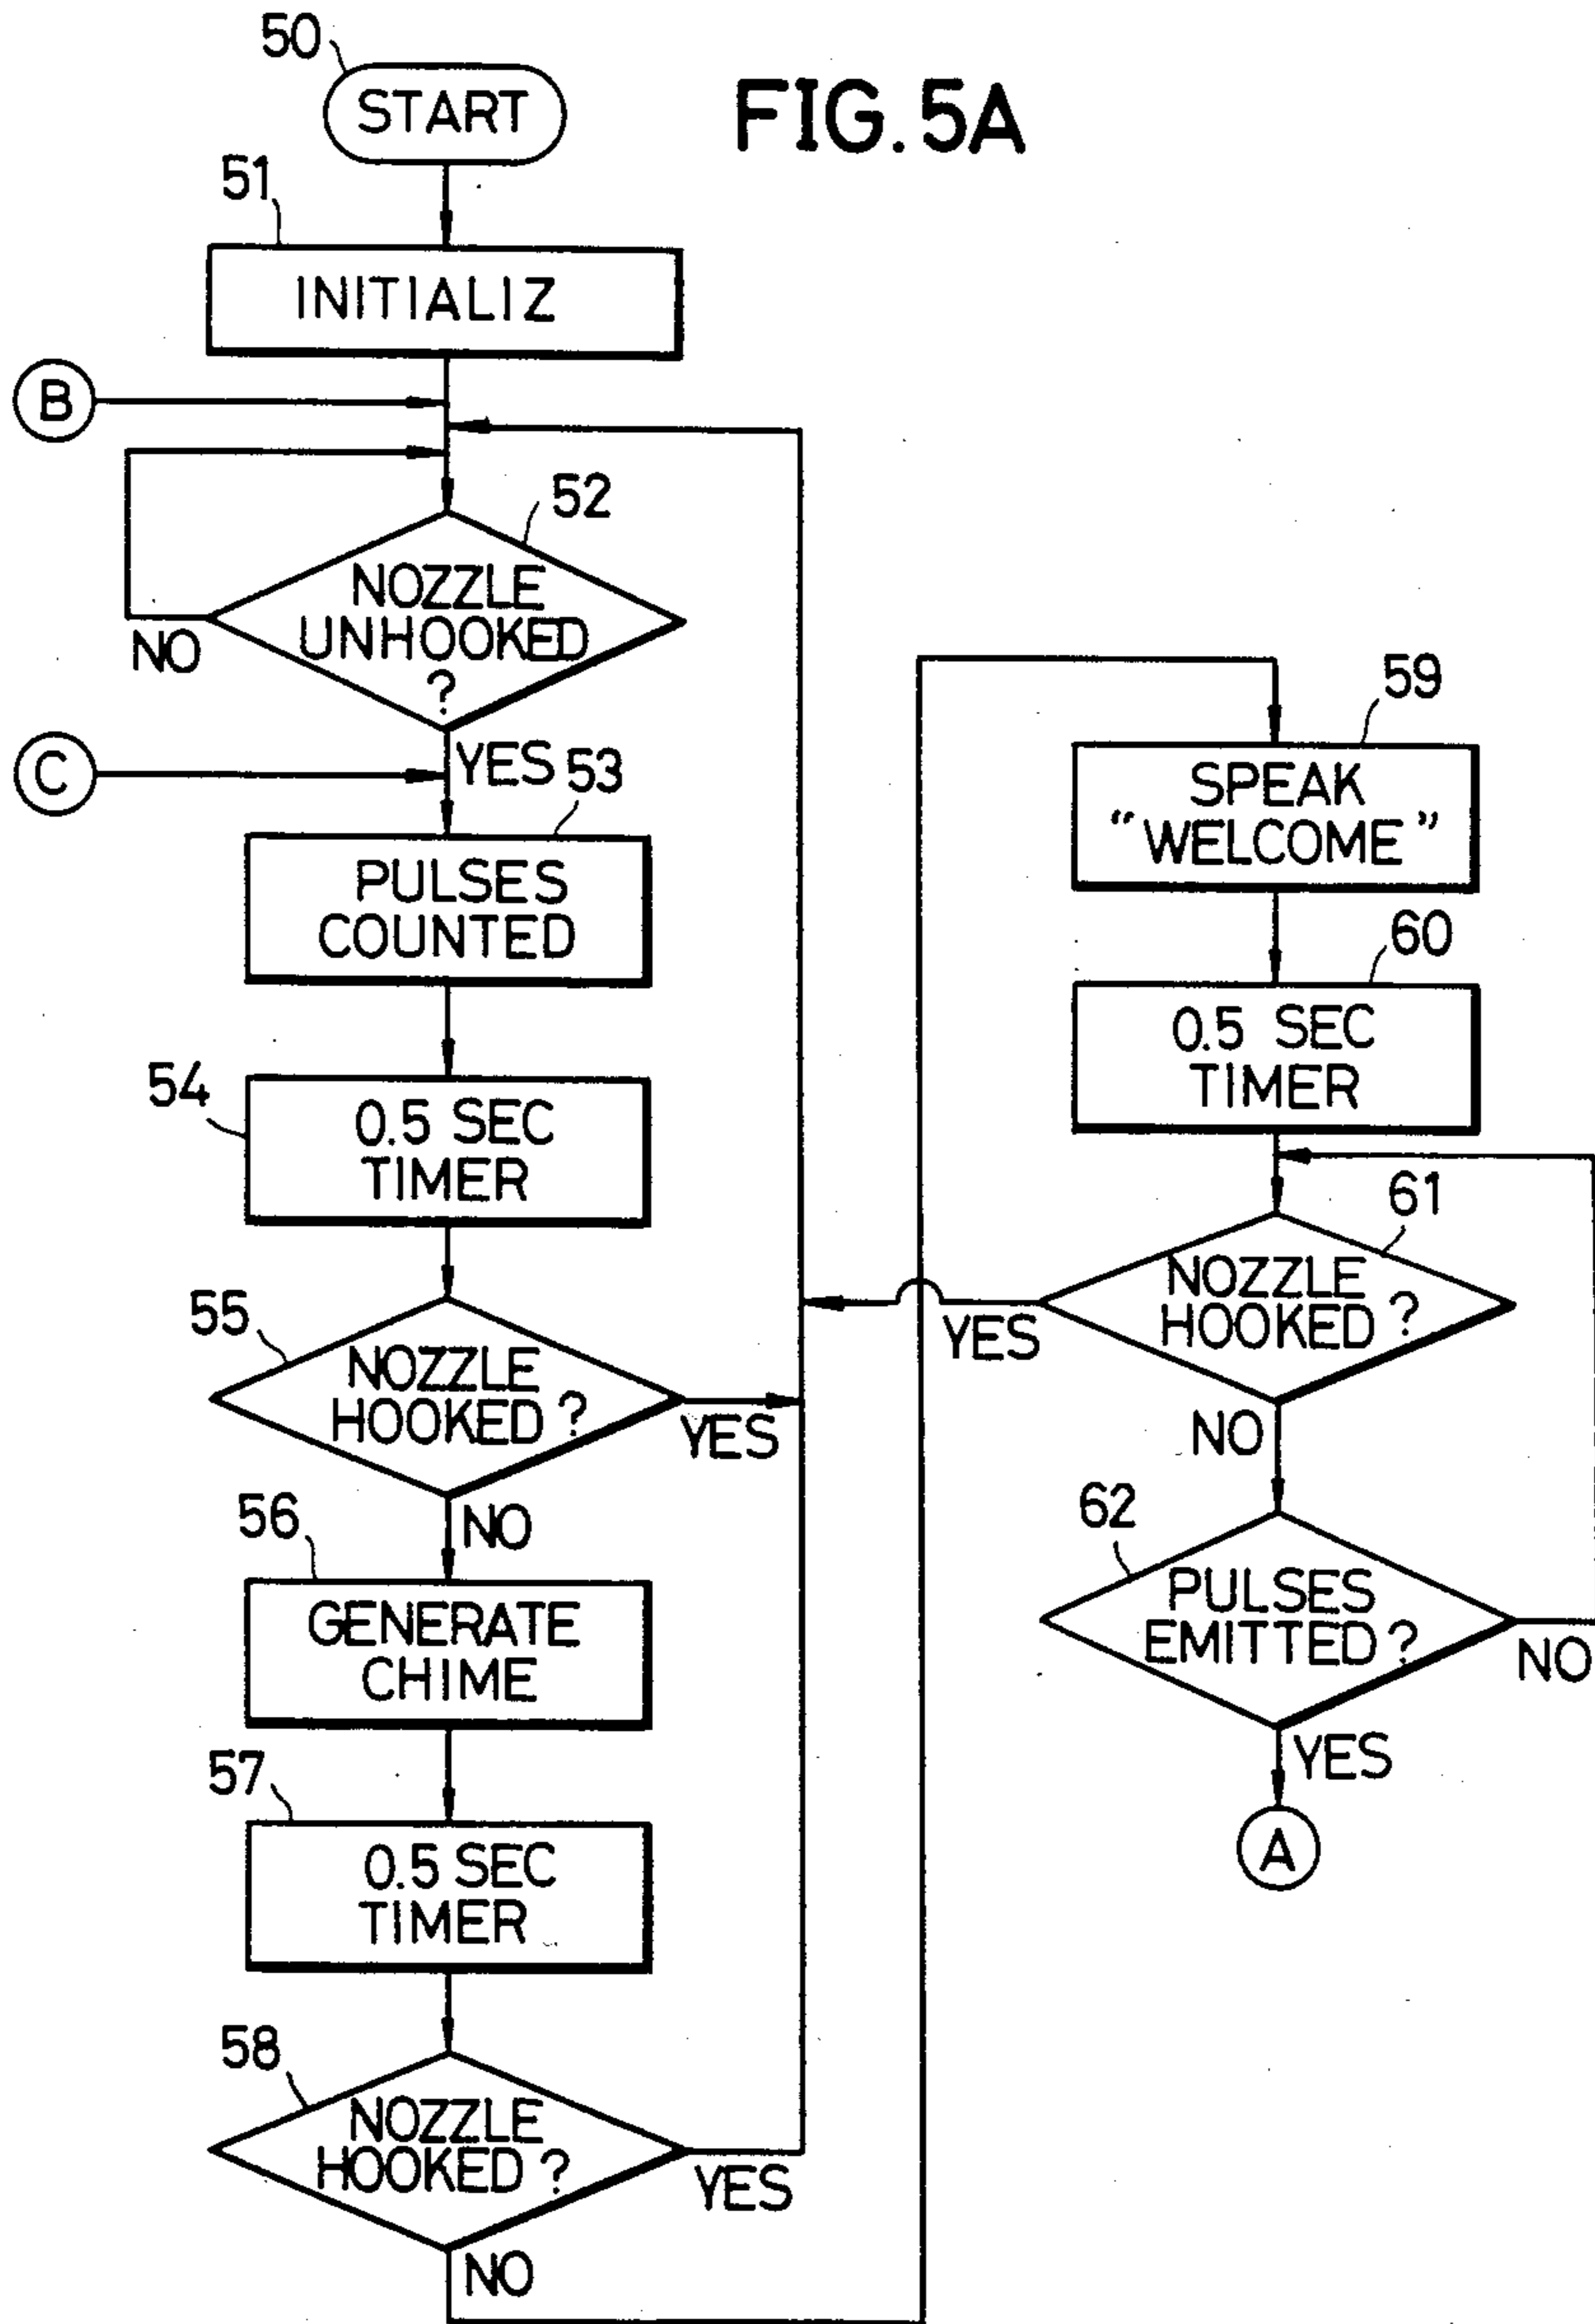 FIG. 5A
50
START
51
INITIALIZ
B
52
NOZZLE
UNHOOKED
?
NO
YES
C
53
PULSES
COUNTED
54
0.5 SEC
TIMER
55
NOZZLE
HOOKED ?
YES
NO
56
GENERATE
CHIME
57
0.5 SEC
TIMER
58
NOZZLE
HOOKED ?
YES
NO
59
SPEAK
“WELCOME”
60
0.5 SEC
TIMER
61
NOZZLE
HOOKED ?
YES
NO
62
PULSES
EMITTED ?
NO
YES
A